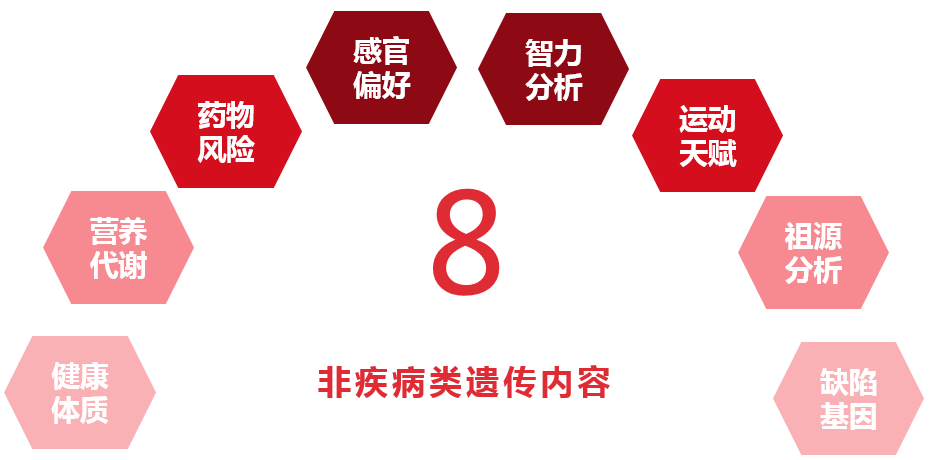 感官
偏好
智力
分析
药物
风险
运动
天赋
营养
代谢
8
祖源
分析
健康
体质
非疾病类遗传内容
缺陷
基因